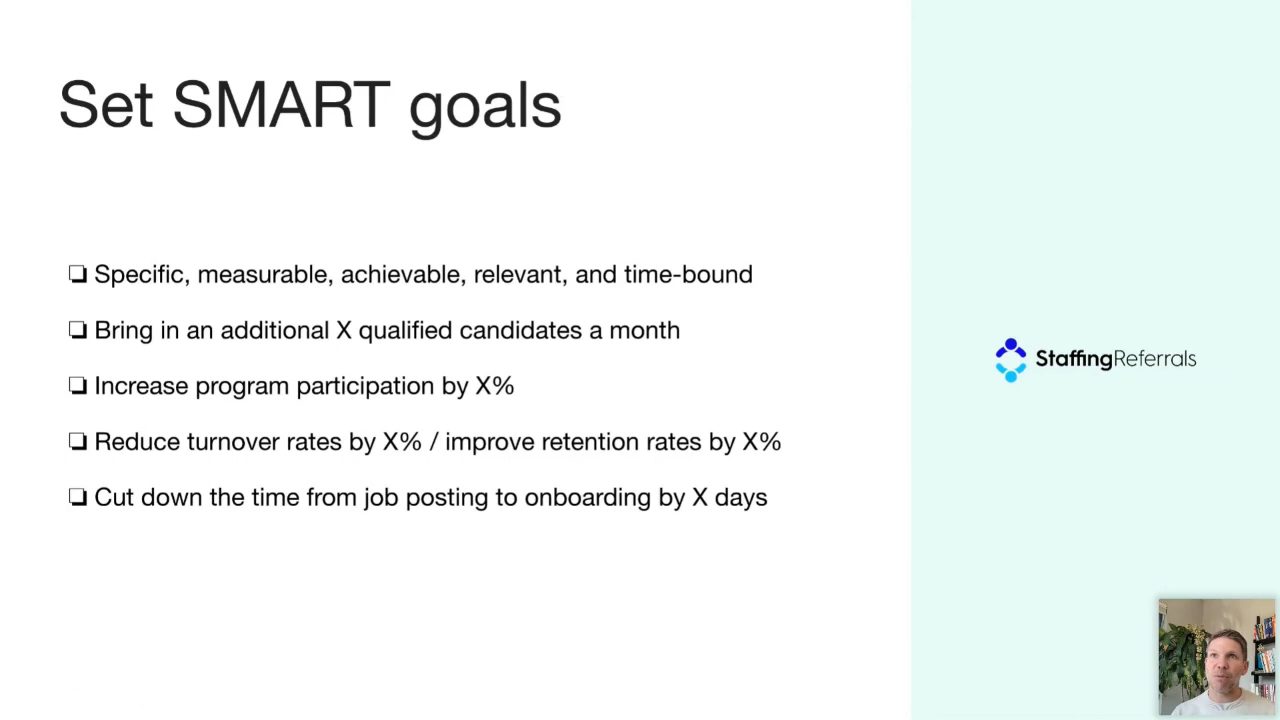 Set SMART goals
❏ Specific, measurable, achievable, relevant, and time-bound
❏ Bring in an additional X qualified candidates a month
❏ Increase program participation by X%
❏ Reduce turnover rates by X% / improve retention rates by X%
❏ Cut down the time from job posting to onboarding by X days
StaffingReferrals